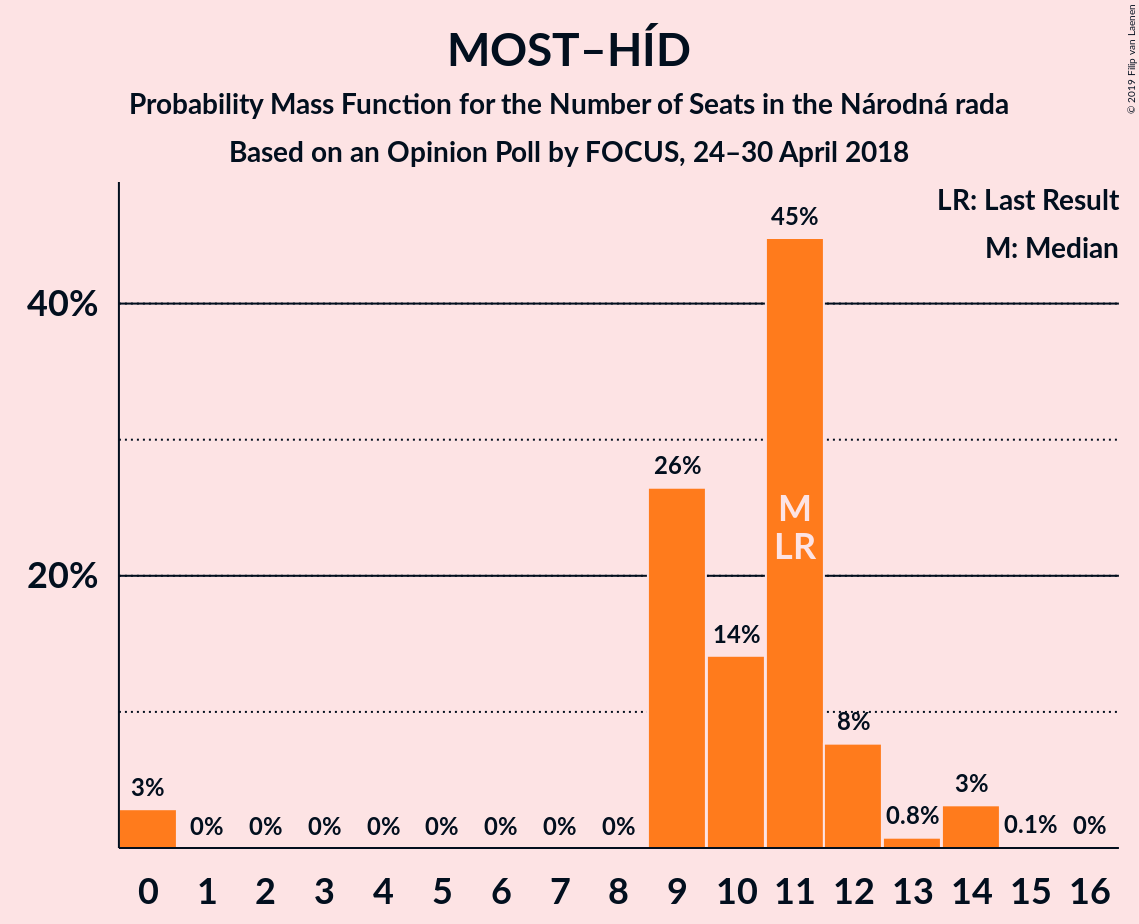 MOST–HÍD
Probability Mass Function for the Number of Seats in the Národná rada
Based on an Opinion Poll by FOCUS, 24–30 April 2018
© 2019 Filip van Laenen
LR: Last Result
M: Median
45%
40%
26%
M
LR
20%
14%
8%
3%
0%
0%
0%
0%
0%
0%
0%
0%
0.8%
3%
0.1%
0%
0 1 2 3 4 5 6 7 8 9 10 11 12 13 14 15 16